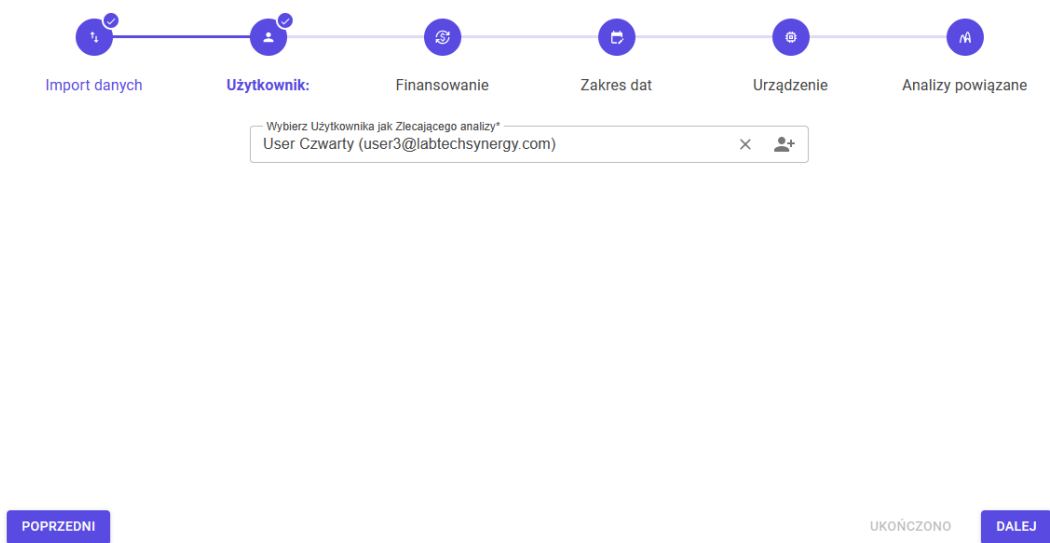 Import danych
Użytkownik:
Finansowanie
Zakres dat
Urządzenie
Analizy powiązane
Wybierz Użytkownika jak Zlecającego analizy*
User Czwarty (user3@labtechsynergy.com)
POPRZEDNI
UKOŃCZONO
DALEJ